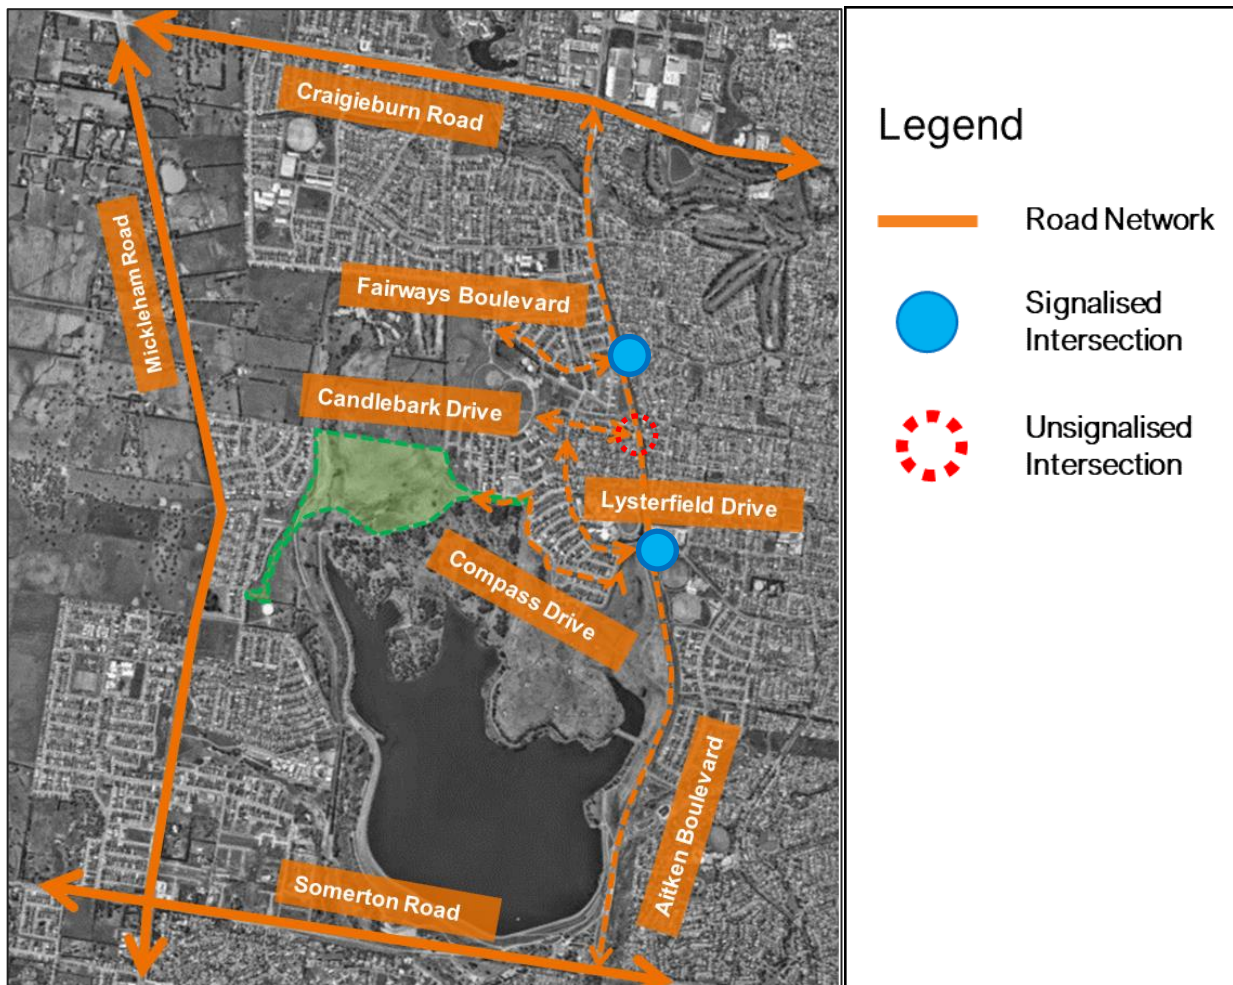 Craigieburn Road
Mickleham Road
Fairways Boulevard
Candlebark Drive
Lysterfield Drive
Compass Drive
Aitken Boulevard
Somerton Road
Legend
Road Network
Signalised
Intersection
Unsignalised
Intersection